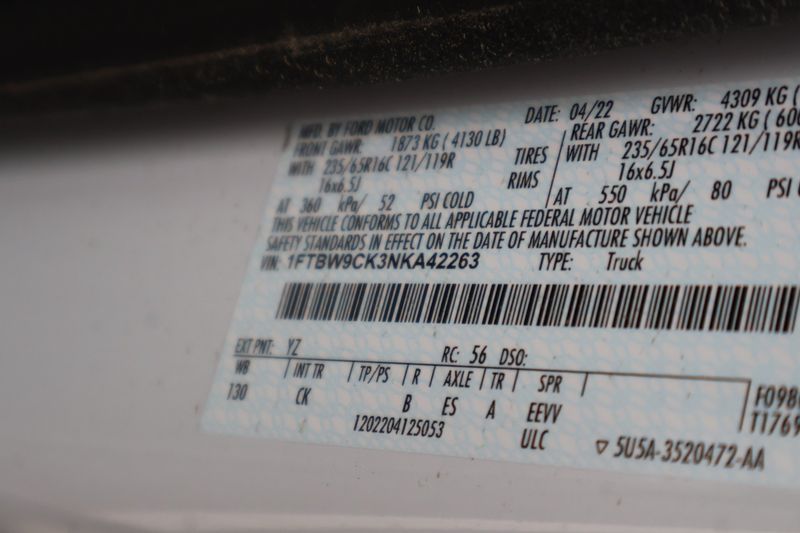 MFD. BY FORD MOTOR CO. DATE: 04/22 GVWR: 4309 KG (
FRONT GAWR: 1873 KG ( 4130 LB) REAR GAWR: 2722 KG ( 600
WITH 235/65R16C 121/119R TIRES WITH 235/65R16C 121/119R
16x6.5J RIMS 16x6.5J
AT 360 kPa/ 52 PSI COLD AT 550 kPa/ 80 PSI
THIS VEHICLE CONFORMS TO ALL APPLICABLE FEDERAL MOTOR VEHICLE
SAFETY STANDARDS IN EFFECT ON THE DATE OF MANUFACTURE SHOWN ABOVE.
VIN: 1FTBW9CK3NKA42263 TYPE: Truck
EXT PNT: YZ RC: 56 DSO:
WB INT TR TP/PS R AXLE TR SPR
130 CK B ES A EEVV
1202204125053 ULC
F098
T1769
5U5A-3520472-AA